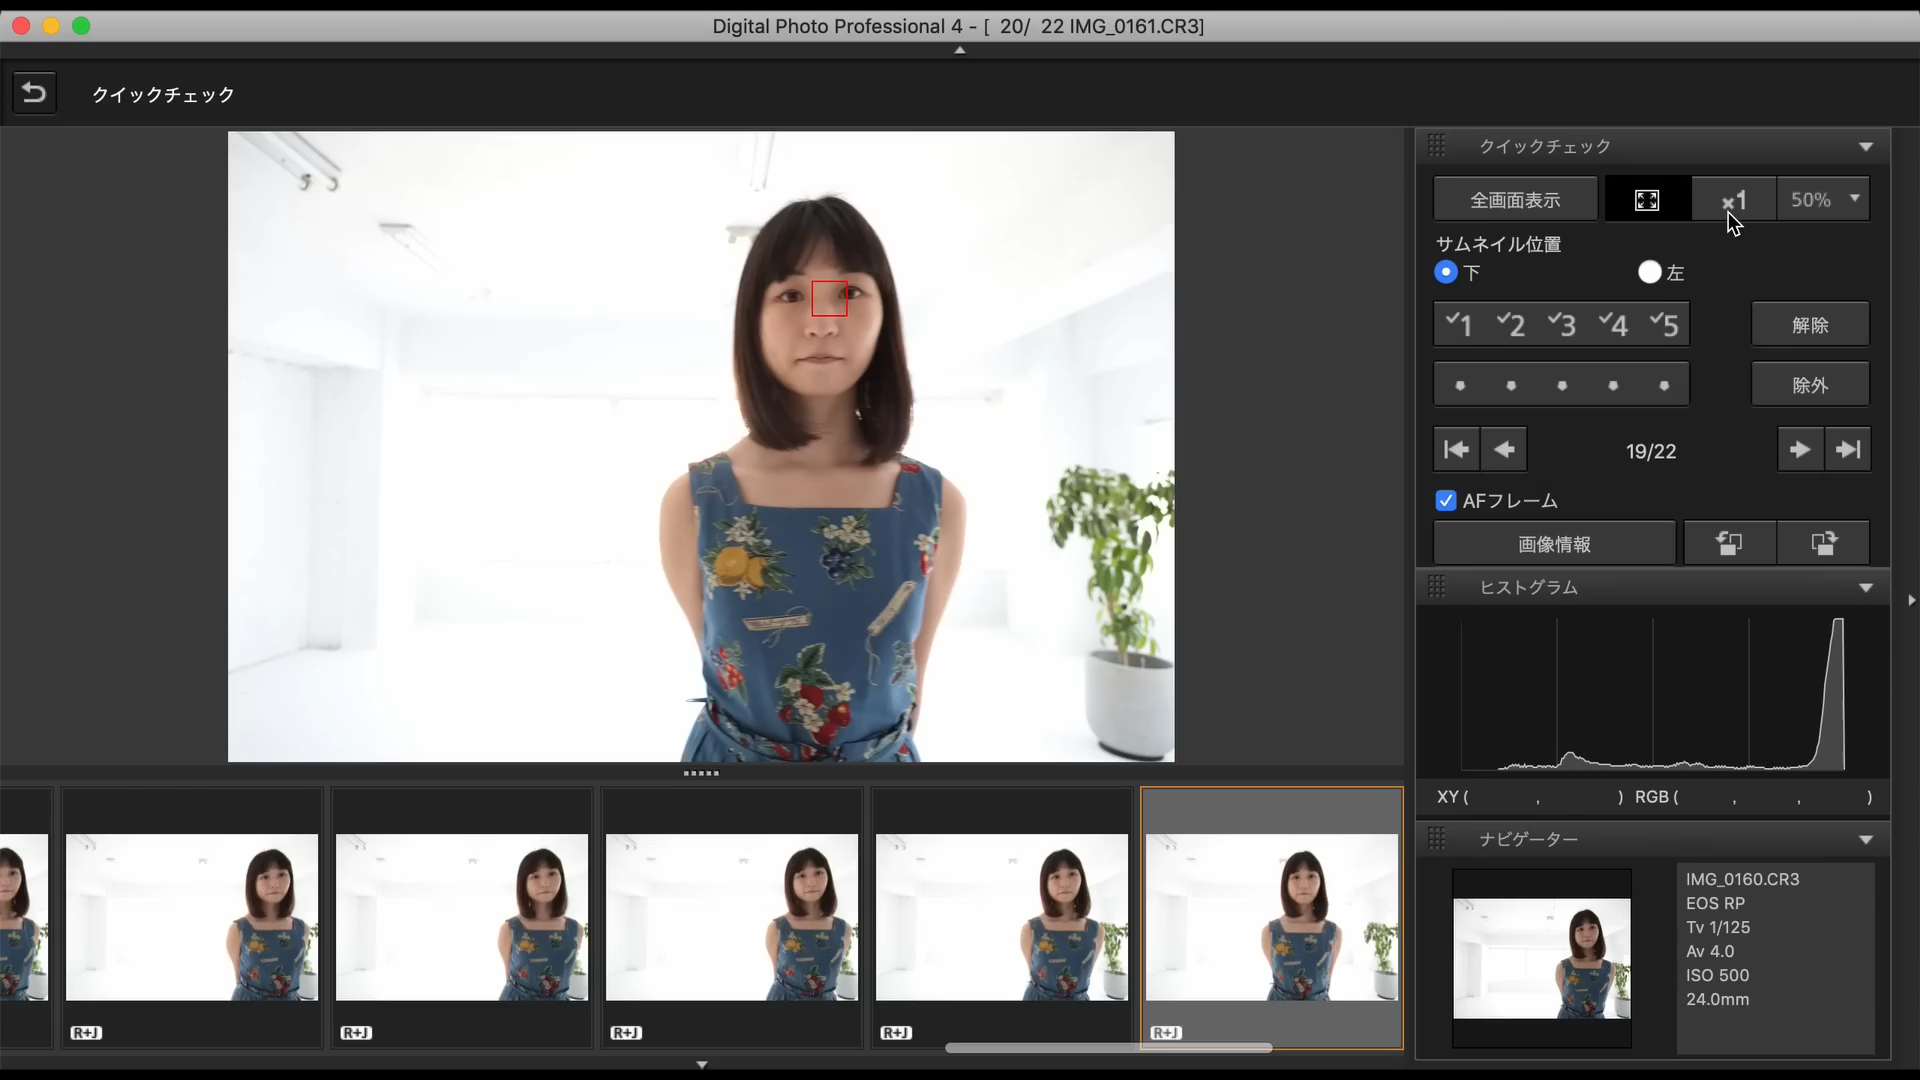 Digital Photo Professional 4 - [ 20/ 22 IMG_0161.CR3]
クイックチェック
クイックチェック
全画面表示
×1
50%
サムネイル位置
下
左
1 2 3 4 5
解除
除外
19/22
AFフレーム
画像情報
ヒストグラム
XY ( , ) RGB ( , , )
ナビゲーター
IMG_0160.CR3
EOS RP
Tv 1/125
Av 4.0
ISO 500
24.0mm
R+J
R+J
R+J
R+J
R+J